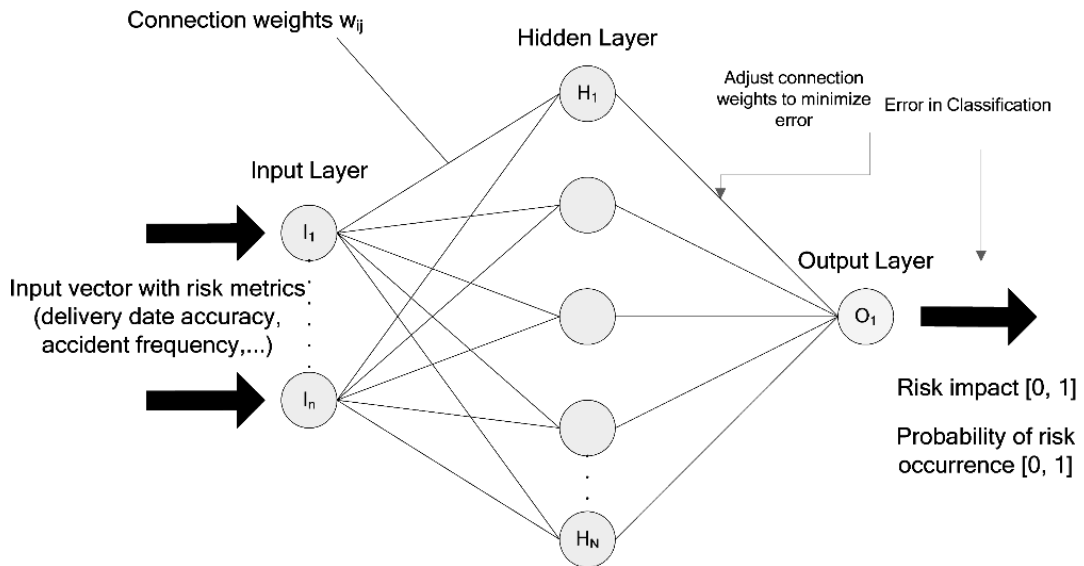 Connection weights wij
Hidden Layer
H1
Adjust connection
weights to minimize
error
Error in Classification
Input Layer
I1
Input vector with risk metrics
(delivery date accuracy,
accident frequency,...)
In
Output Layer
O1
Risk impact [0, 1]
Probability of risk
occurrence [0, 1]
HN